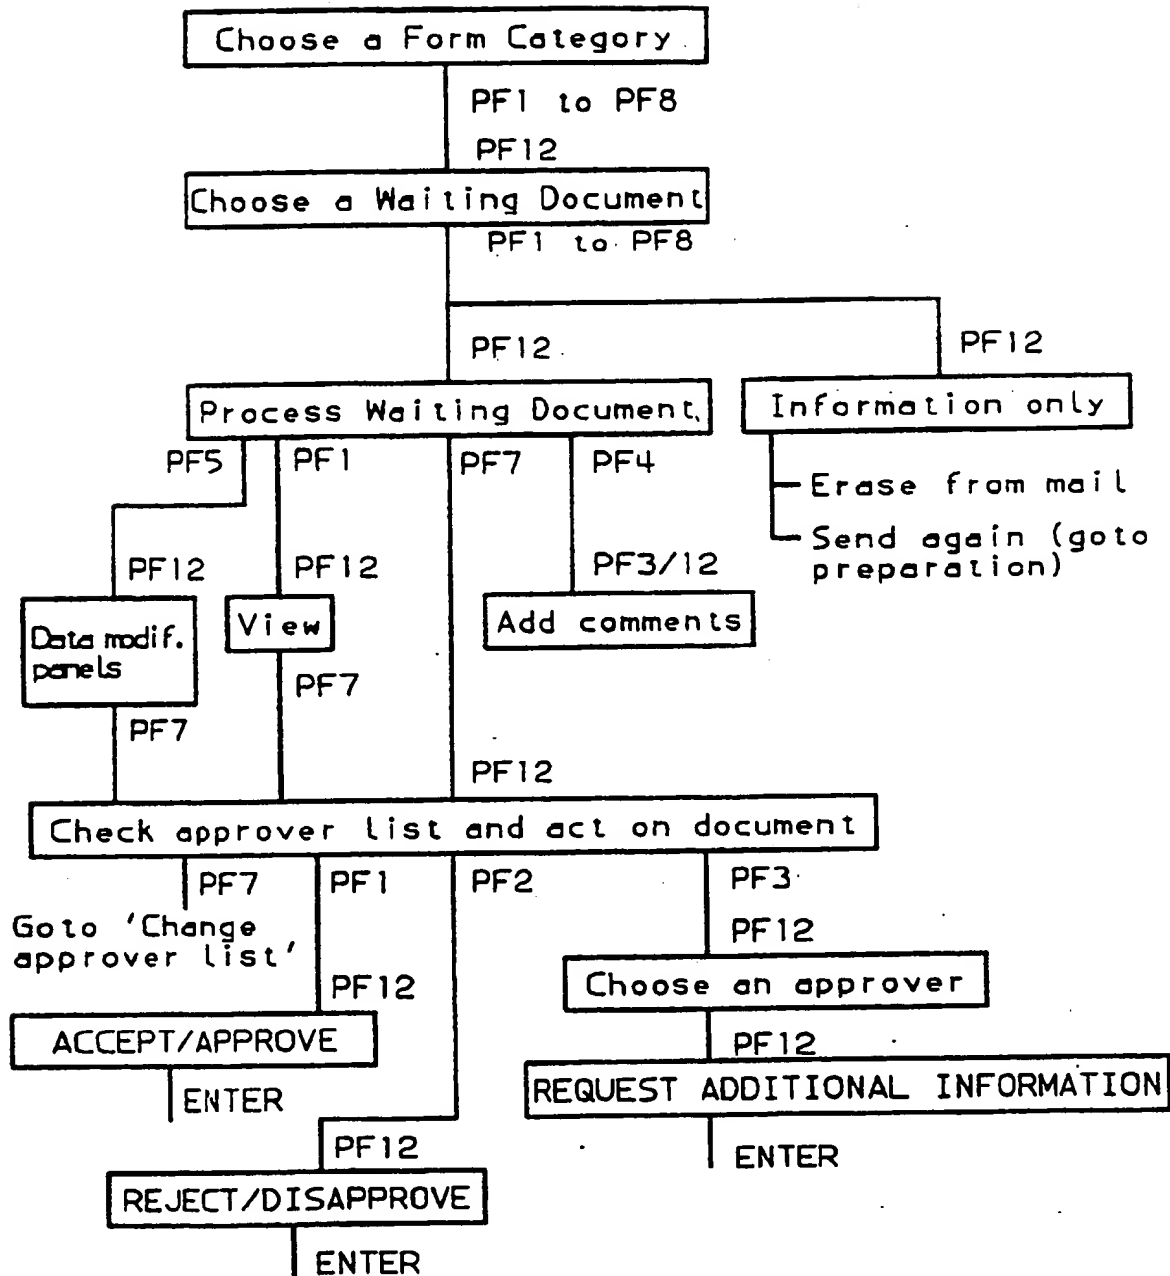 Choose a Form Category
PF1 to PF8
PF12
Choose a Waiting Document
PF1 to PF8
PF12
PF12
Process Waiting Document
Information only
PF5
PF1
PF7
PF4
Erase from mail
Send again (goto
preparation)
PF12
PF12
PF3/12
Data modif.
panels
View
Add comments
PF7
PF7
PF12
Check approver list and act on document
PF7
PF1
PF2
PF3
Goto 'Change
approver list'
PF12
Choose an approver
PF12
ACCEPT/APPROVE
PF12
REQUEST ADDITIONAL INFORMATION
ENTER
PF12
ENTER
REJECT/DISAPPROVE
ENTER